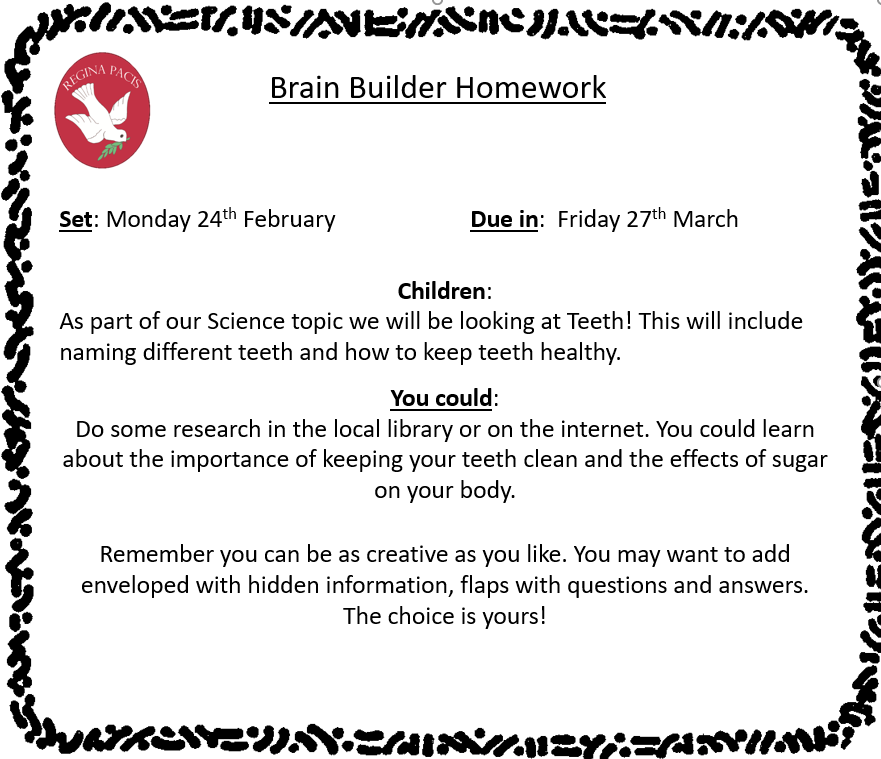 REGINA PACIS
Brain Builder Homework
Set: Monday 24th February Due in: Friday 27th March
Children:
As part of our Science topic we will be looking at Teeth! This will include
naming different teeth and how to keep teeth healthy.
You could:
Do some research in the local library or on the internet. You could learn
about the importance of keeping your teeth clean and the effects of sugar
on your body.
Remember you can be as creative as you like. You may want to add
enveloped with hidden information, flaps with questions and answers.
The choice is yours!